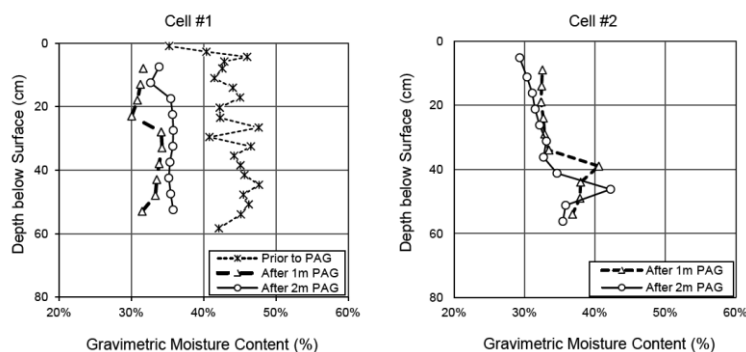 Cell #1
Depth below Surface (cm)
0
20
40
60
80
20% 30% 40% 50% 60%
Prior to PAG
After 1m PAG
After 2m PAG
Gravimetric Moisture Content (%)
Cell #2
Depth below Surface (cm)
0
20
40
60
80
20% 30% 40% 50% 60%
After 1m PAG
After 2m PAG
Gravimetric Moisture Content (%)